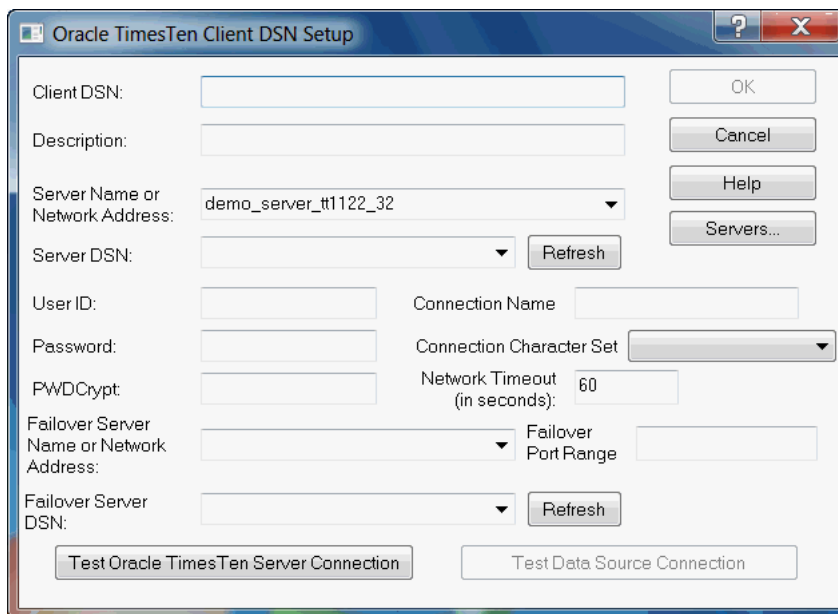 Oracle TimesTen Client DSN Setup
Client DSN:
OK
Description:
Cancel
Help
Server Name or
Network Address:
demo_server_tt1122_32
Servers...
Server DSN:
Refresh
User ID:
Connection Name
Password:
Connection Character Set
PWDCrypt:
Network Timeout
(in seconds):
60
Failover Server
Name or Network
Address:
Failover
Port Range
Failover Server
DSN:
Refresh
Test Oracle TimesTen Server Connection
Test Data Source Connection